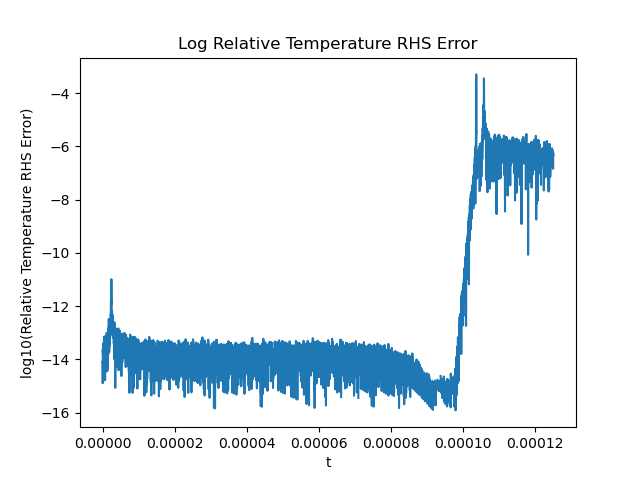 Log Relative Temperature RHS Error
log10(Relative Temperature RHS Error)
−4
−6
−8
−10
−12
−14
−16
0.00000 0.00002 0.00004 0.00006 0.00008 0.00010 0.00012
t